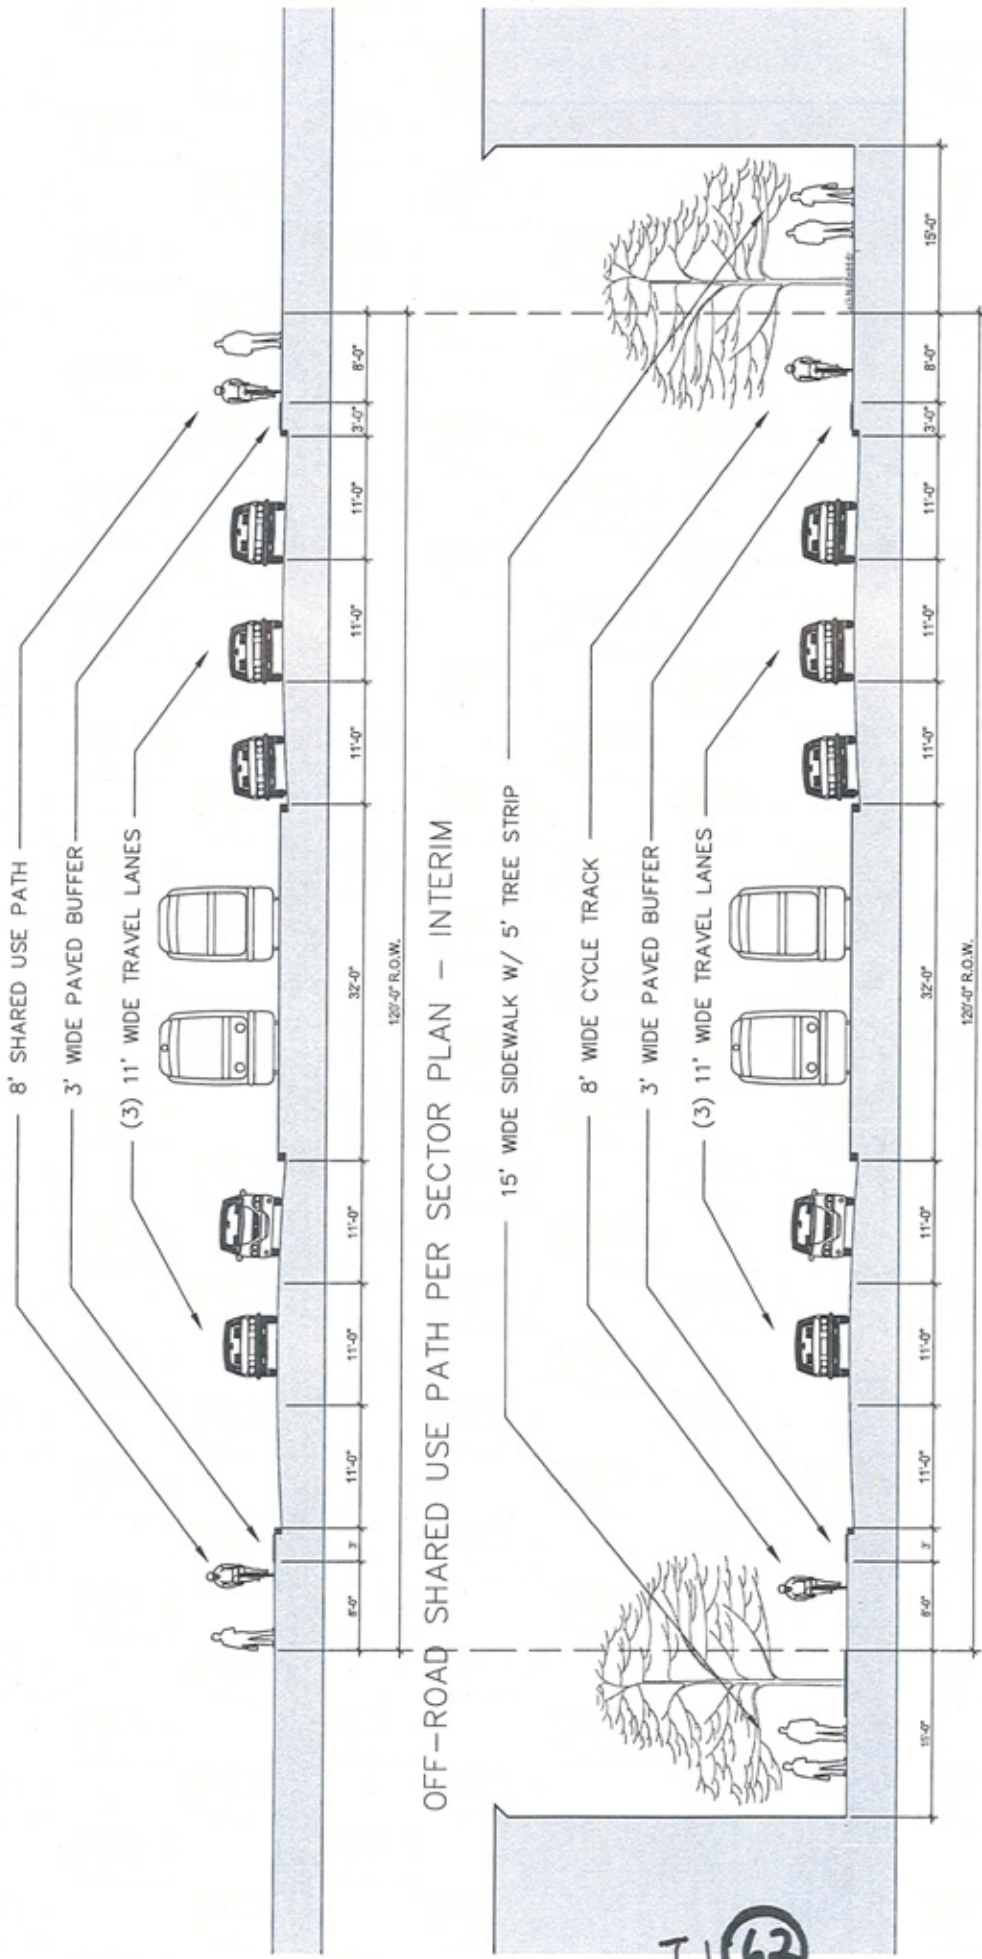 8' SHARED USE PATH
3' WIDE PAVED BUFFER
(3) 11' WIDE TRAVEL LANES
8'-0"
3'
11'-0"
11'-0"
11'-0"
32'-0"
11'-0"
11'-0"
11'-0"
3'-0"
8'-0"
120'-0" R.O.W.
OFF-ROAD SHARED USE PATH PER SECTOR PLAN - INTERIM
15' WIDE SIDEWALK W/ 5' TREE STRIP
8' WIDE CYCLE TRACK
3' WIDE PAVED BUFFER
(3) 11' WIDE TRAVEL LANES
15'-0"
8'-0"
3'
11'-0"
11'-0"
11'-0"
32'-0"
11'-0"
11'-0"
11'-0"
3'-0"
8'-0"
15'-0"
120'-0" R.O.W.
62